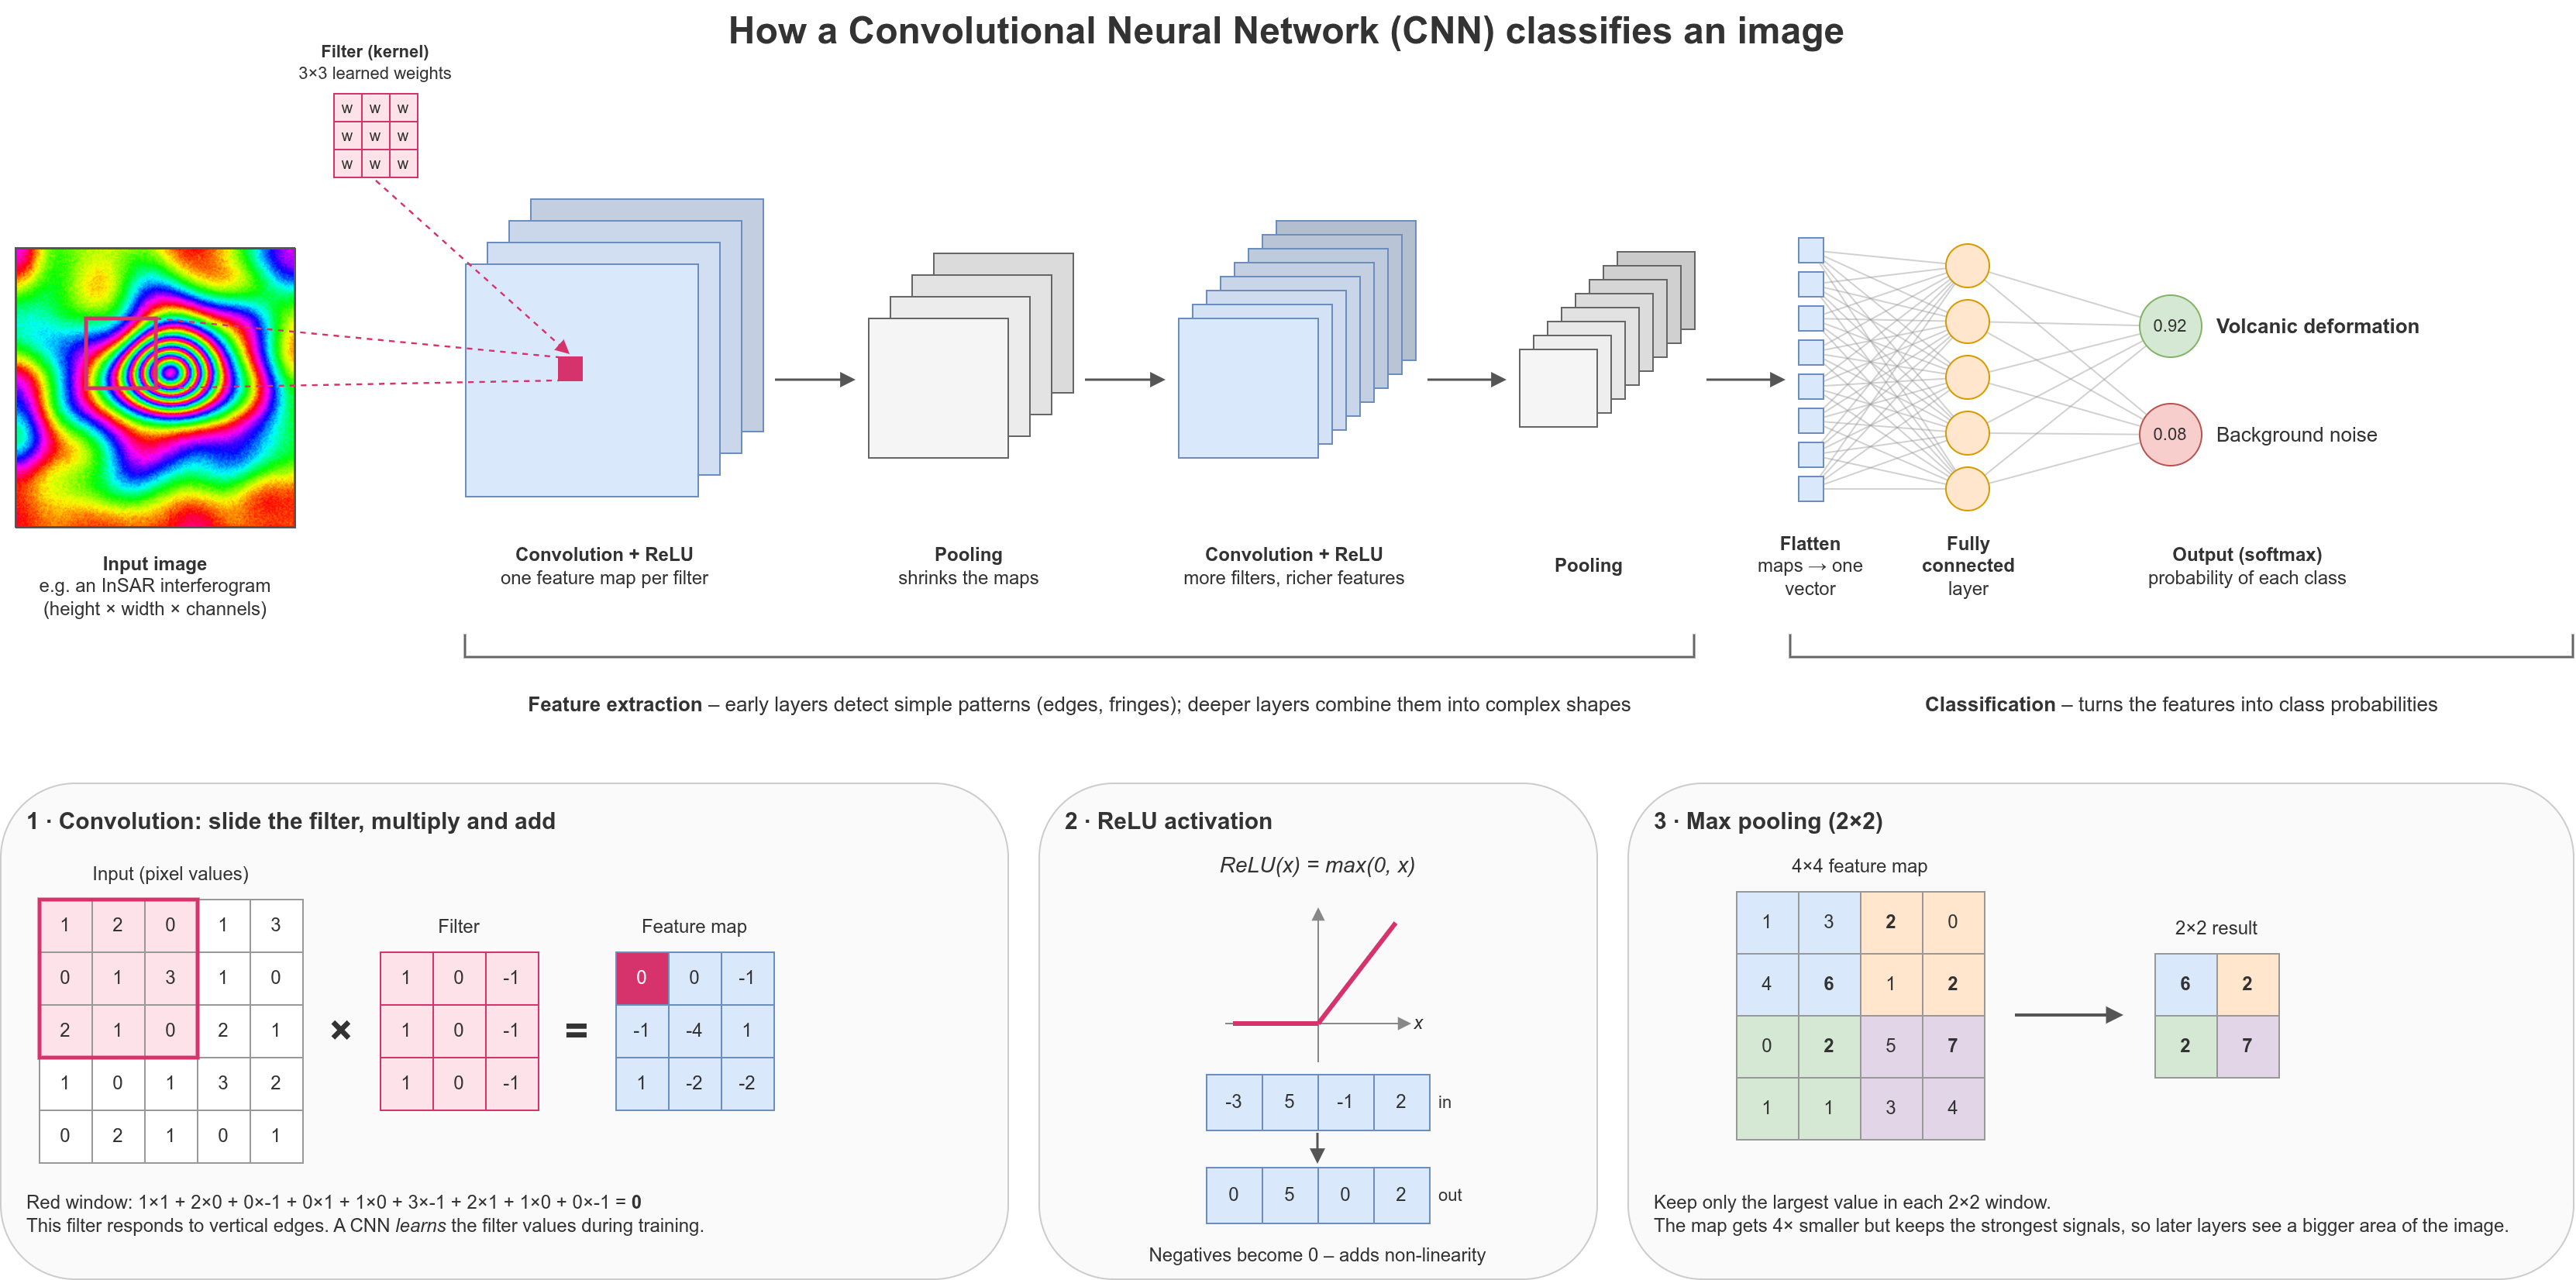 How a Convolutional Neural Network (CNN) classifies an image
Filter (kernel)
3×3 learned weights
w w w
w w w
w w w
0.92 Volcanic deformation
0.08 Background noise
Input image
e.g. an InSAR interferogram
(height × width × channels)
Convolution + ReLU
one feature map per filter
Pooling
shrinks the maps
Convolution + ReLU
more filters, richer features
Pooling
Flatten
maps → one
vector
Fully
connected
layer
Output (softmax)
probability of each class
Feature extraction – early layers detect simple patterns (edges, fringes); deeper layers combine them into complex shapes
Classification – turns the features into class probabilities
1 · Convolution: slide the filter, multiply and add
Input (pixel values)
1 2 0 1 3
0 1 3 1 0
2 1 0 2 1
1 0 1 3 2
0 2 1 0 1
×
Filter
1 0 -1
1 0 -1
1 0 -1
=
Feature map
0 0 -1
-1 -4 1
1 -2 -2
Red window: 1×1 + 2×0 + 0×-1 + 0×1 + 1×0 + 3×-1 + 2×1 + 1×0 + 0×-1 = 0
This filter responds to vertical edges. A CNN learns the filter values during training.
2 · ReLU activation
ReLU(x) = max(0, x)
x
-3 5 -1 2 in
0 5 0 2 out
Negatives become 0 – adds non-linearity
3 · Max pooling (2×2)
4×4 feature map
1 3 2 0
4 6 1 2
0 2 5 7
1 1 3 4
2×2 result
6 2
2 7
Keep only the largest value in each 2×2 window.
The map gets 4× smaller but keeps the strongest signals, so later layers see a bigger area of the image.